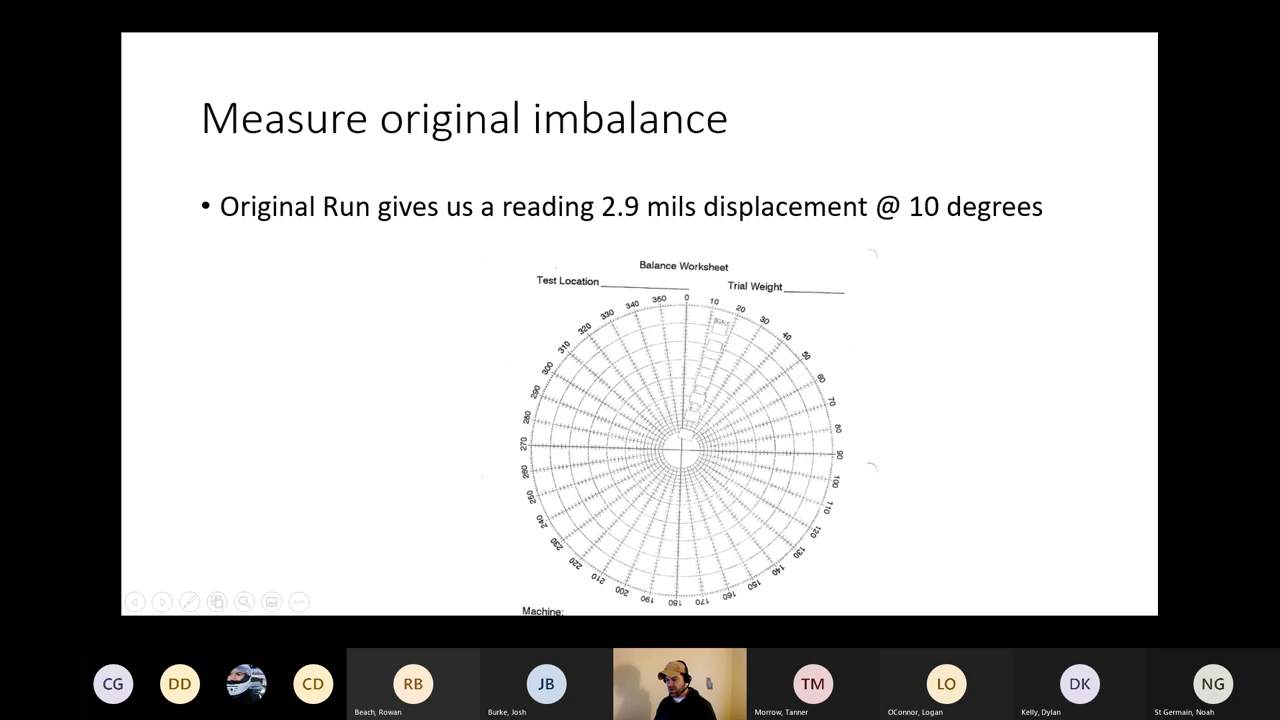 Measure original imbalance
• Original Run gives us a reading 2.9 mils displacement @ 10 degrees
Balance Worksheet
Test Location
Trial Weight
0
10
20
30
40
50
60
70
80
90
100
110
120
130
140
150
160
170
180
190
200
210
220
230
240
250
260
270
280
290
300
310
320
330
340
350
Machine:
CG
DD
CD
RB
JB
TM
LO
DK
NG
Beach, Rowan
Burke, Josh
Morrow, Tanner
OConnor, Logan
Kelly, Dylan
St Germain, Noah